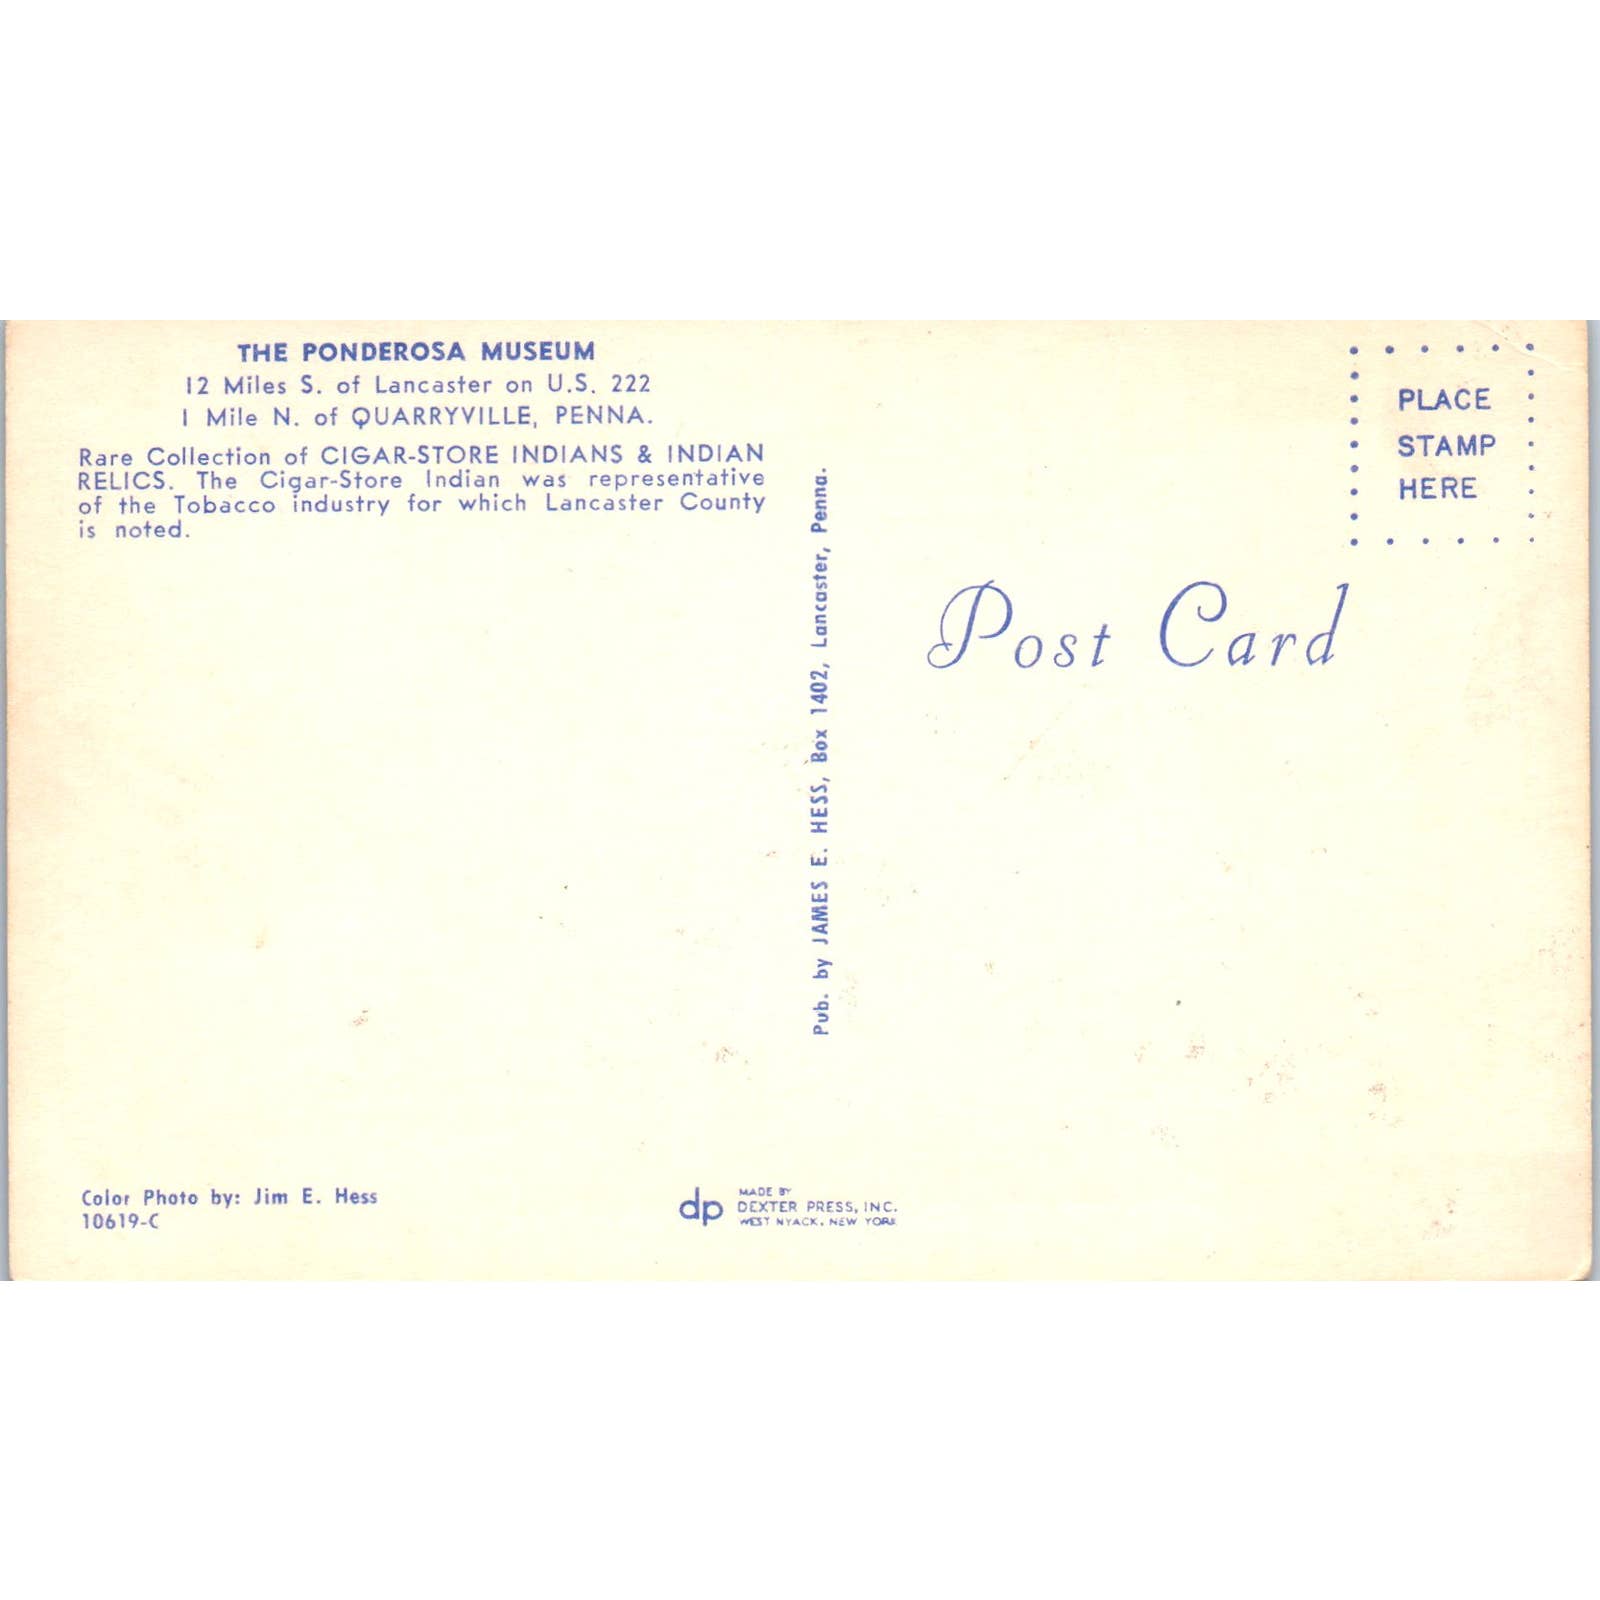 THE PONDEROSA MUSEUM
12 Miles S. of Lancaster on U.S. 222
1 Mile N. of QUARRYVILLE, PENNA.
Rare Collection of CIGAR-STORE INDIANS & INDIAN
RELICS. The Cigar-Store Indian was representative
of the Tobacco industry for which Lancaster County
is noted.
Color Photo by: Jim E. Hess
10619-C
Pub. by JAMES E. HESS, Box 1402, Lancaster, Penna.
dp
MADE BY
DEXTER PRESS, INC.
WEST NYACK, NEW YORK
PLACE
STAMP
HERE
Post Card